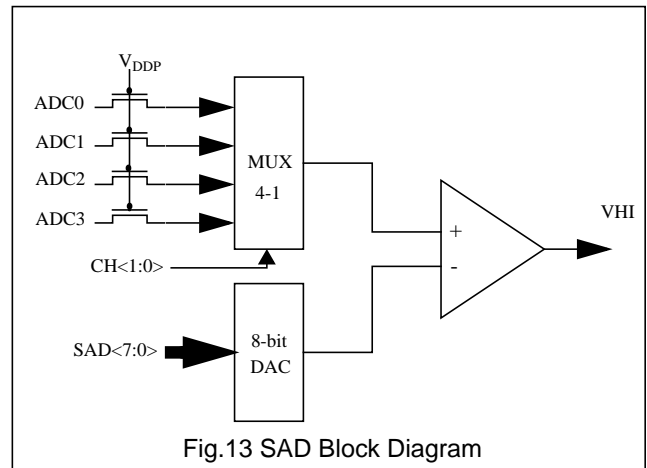 VDDP
ADC0
ADC1
ADC2
ADC3
MUX
4-1
CH<1:0>
+
-
VHI
SAD<7:0>
8-bit
DAC
Fig.13 SAD Block Diagram